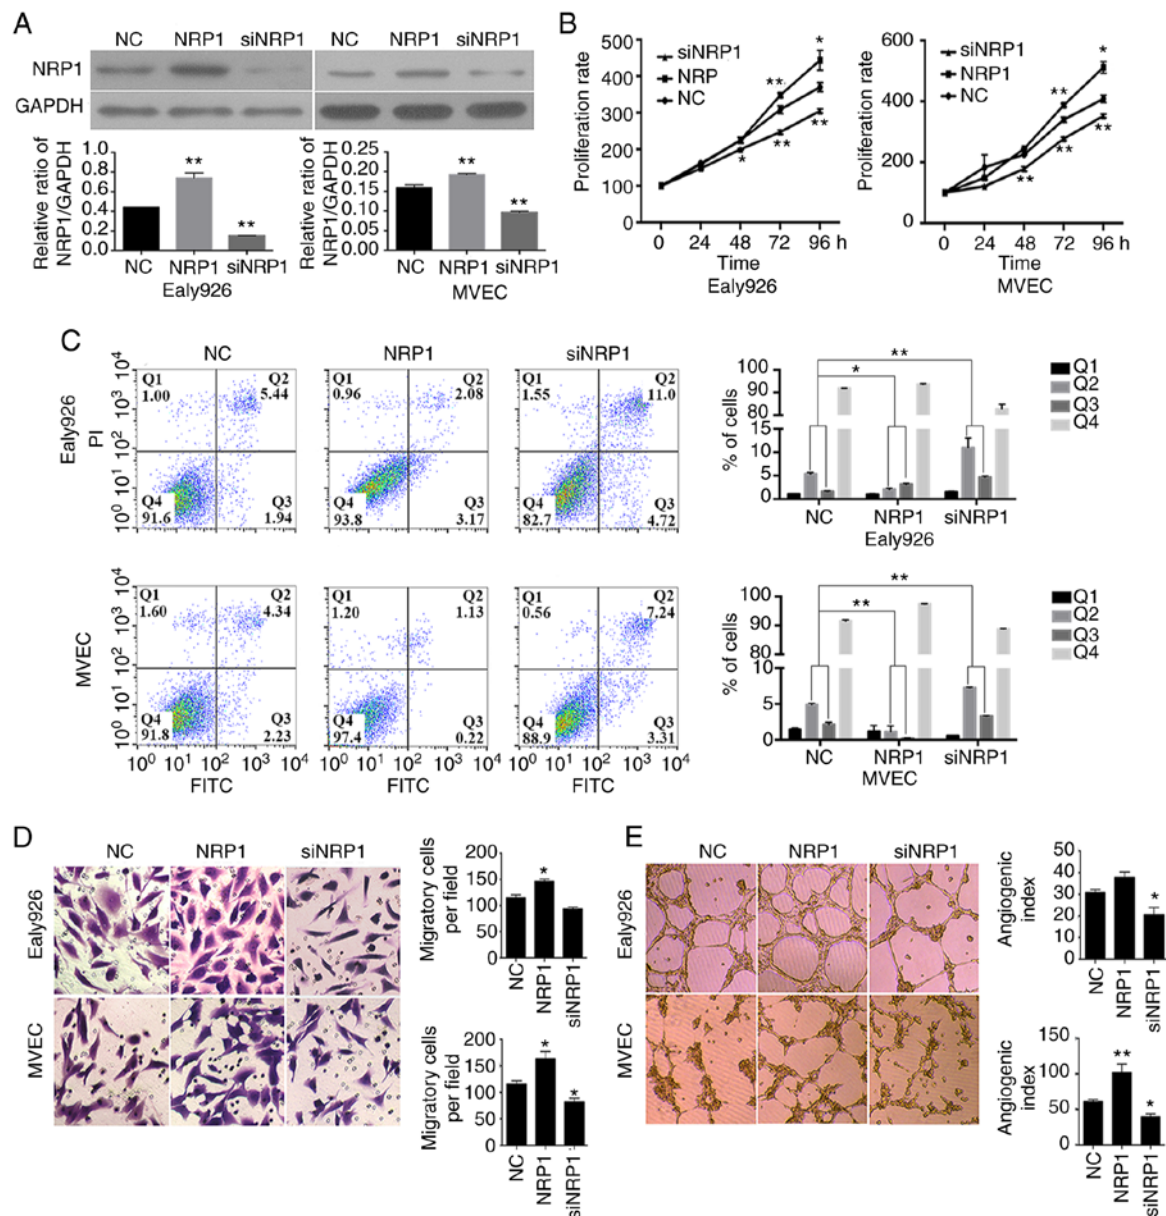 A
NC NRP1 siNRP1 NC NRP1 siNRP1
NRP1
GAPDH
Relative ratio of
NRP1/GAPDH
1.0
0.8
0.6
0.4
0.2
0.0
**
**
NC NRP1 siNRP1
Ealy926
Relative ratio of
NRP1/GAPDH
0.25
0.20
0.15
0.10
0.05
0.00
**
**
NC NRP1 siNRP1
MVEC
B
Proliferation rate
500
400
300
200
100
siNRP1
NRP
NC
*
**
*
**
**
0 24 48 72 96 h
Time
Ealy926
Proliferation rate
600
400
200
0
siNRP1
NRP1
NC
*
**
**
**
**
0 24 48 72 96 h
Time
MVEC
C
NC NRP1 siNRP1
Ealy926
PI
10⁴
10³
10²
10¹
10⁰
Q1
1.00
Q2
5.44
Q4
91.6
Q3
1.94
Q1
0.96
Q2
2.08
Q4
93.8
Q3
3.17
Q1
1.55
Q2
11.0
Q4
82.7
Q3
4.72
% of cells
100
90
80
15
10
5
0
*
**
NC NRP1 siNRP1
Ealy926
Q1
Q2
Q3
Q4
MVEC
10⁴
10³
10²
10¹
10⁰
Q1
1.60
Q2
4.34
Q4
91.8
Q3
2.23
Q1
1.20
Q2
1.13
Q4
97.4
Q3
0.22
Q1
0.56
Q2
7.24
Q4
88.9
Q3
3.31
10⁰ 10¹ 10² 10³ 10⁴ 10⁰ 10¹ 10² 10³ 10⁴ 10⁰ 10¹ 10² 10³ 10⁴
FITC FITC FITC
% of cells
100
90
80
10
5
0
**
**
NC NRP1 siNRP1
MVEC
Q1
Q2
Q3
Q4
D
NC NRP1 siNRP1
Ealy926
MVEC
Migratory cells
per field
200
150
100
50
0
*
NC NRP1 siNRP1
Migratory cells
per field
200
150
100
50
0
*
*
NC NRP1 siNRP1
E
NC NRP1 siNRP1
Ealy926
MVEC
Angiogenic
index
50
40
30
20
10
0
*
NC NRP1 siNRP1
Angiogenic
index
150
100
50
0
**
*
NC NRP1 siNRP1